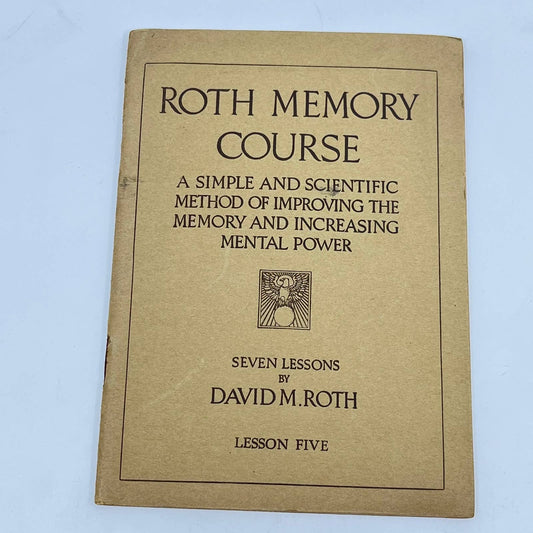 ROTH MEMORY
COURSE
A SIMPLE AND SCIENTIFIC
METHOD OF IMPROVING THE
MEMORY AND INCREASING
MENTAL POWER
SEVEN LESSONS
BY
DAVID M. ROTH
LESSON FIVE